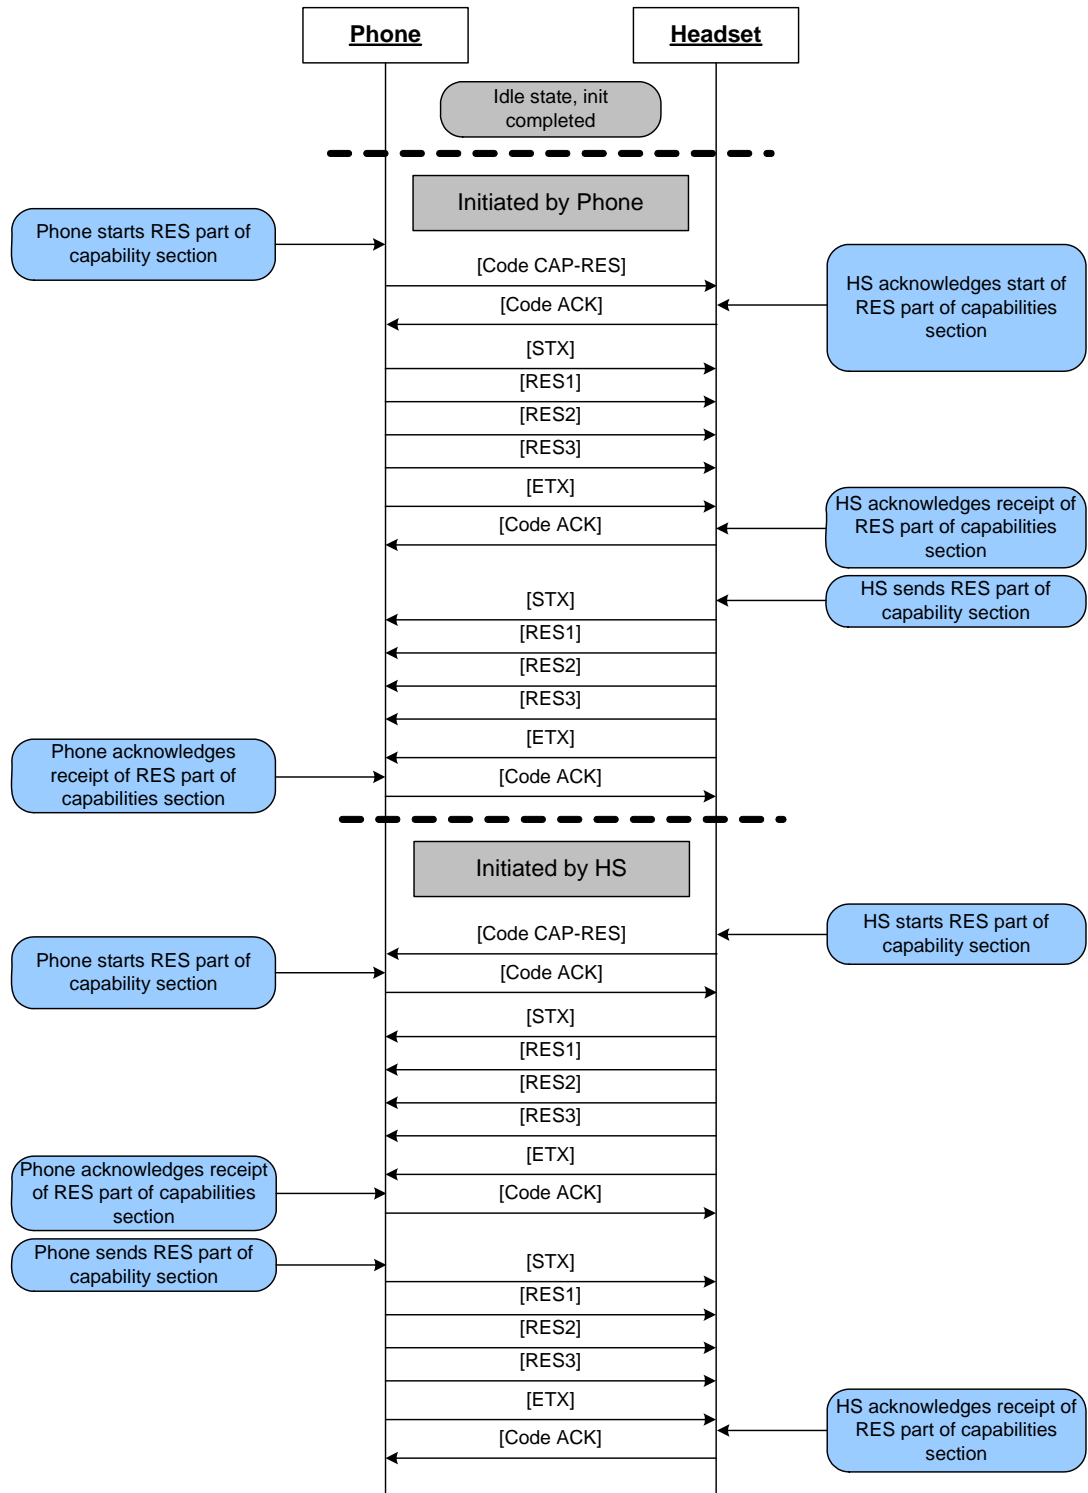 Phone
Headset
Idle state, init
completed
Initiated by Phone
Phone starts RES part of
capability section
[Code CAP-RES]
HS acknowledges start of
RES part of capabilities
section
[Code ACK]
[STX]
[RES1]
[RES2]
[RES3]
[ETX]
HS acknowledges receipt of
RES part of capabilities
section
[Code ACK]
HS sends RES part of
capability section
[STX]
[RES1]
[RES2]
[RES3]
[ETX]
Phone acknowledges
receipt of RES part of
capabilities section
[Code ACK]
Initiated by HS
HS starts RES part of
capability section
[Code CAP-RES]
Phone starts RES part of
capability section
[Code ACK]
[STX]
[RES1]
[RES2]
[RES3]
[ETX]
Phone acknowledges receipt
of RES part of capabilities
section
[Code ACK]
Phone sends RES part of
capability section
[STX]
[RES1]
[RES2]
[RES3]
[ETX]
HS acknowledges receipt of
RES part of capabilities
section
[Code ACK]